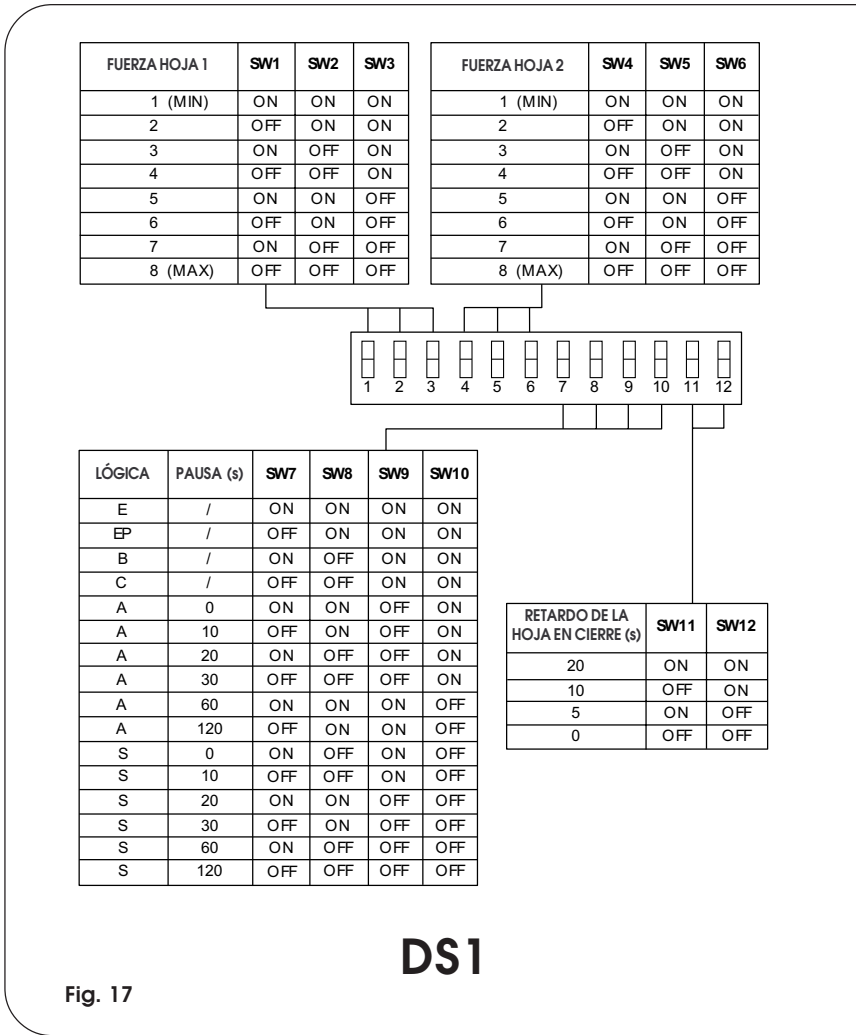 FUERZA HOJA 1 SW1 SW2 SW3
1 (MIN) ON ON ON
2 OFF ON ON
3 ON OFF ON
4 OFF OFF ON
5 ON ON OFF
6 OFF ON OFF
7 ON OFF OFF
8 (MAX) OFF OFF OFF
FUERZA HOJA 2 SW4 SW5 SW6
1 (MIN) ON ON ON
2 OFF ON ON
3 ON OFF ON
4 OFF OFF ON
5 ON ON OFF
6 OFF ON OFF
7 ON OFF OFF
8 (MAX) OFF OFF OFF
1 2 3 4 5 6 7 8 9 10 11 12
LÓGICA PAUSA (s) SW7 SW8 SW9 SW10
E / ON ON ON ON
EP / OFF ON ON ON
B / ON OFF ON ON
C / OFF OFF ON ON
A 0 ON ON OFF ON
A 10 OFF ON OFF ON
A 20 ON OFF OFF ON
A 30 OFF OFF OFF ON
A 60 ON ON ON OFF
A 120 OFF ON ON OFF
S 0 ON OFF ON OFF
S 10 OFF OFF ON OFF
S 20 ON ON OFF OFF
S 30 OFF ON OFF OFF
S 60 ON OFF OFF OFF
S 120 OFF OFF OFF OFF
RETARDO DE LA
HOJA EN CIERRE (s) SW11 SW12
20 ON ON
10 OFF ON
5 ON OFF
0 OFF OFF
DS1
Fig. 17